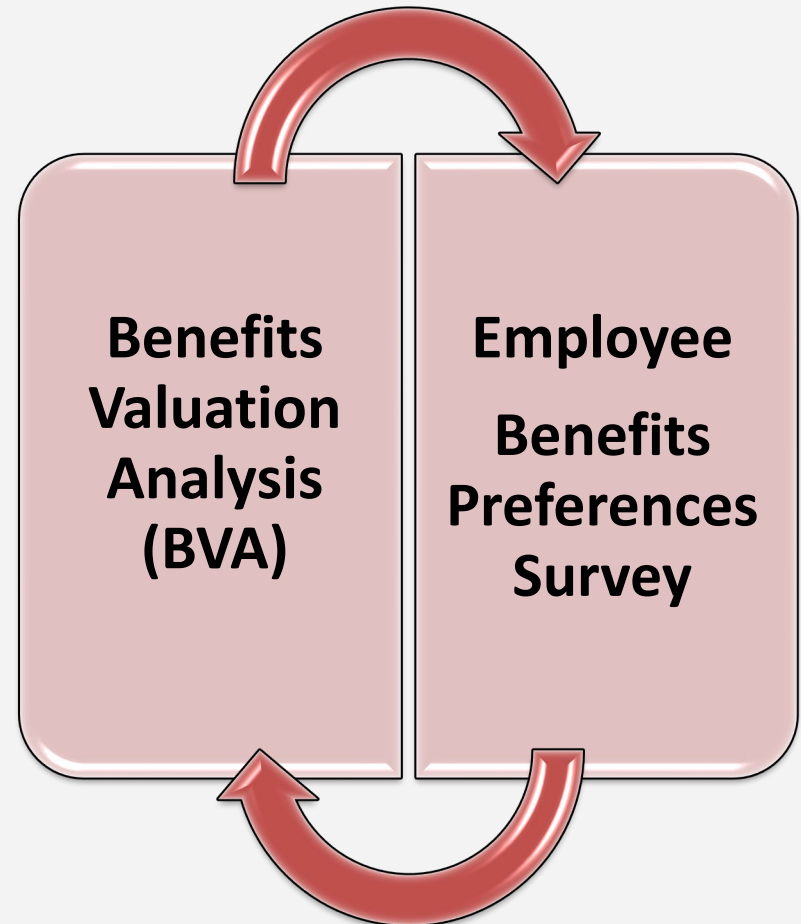 Benefits
Valuation
Analysis
(BVA)
Employee
Benefits
Preferences
Survey